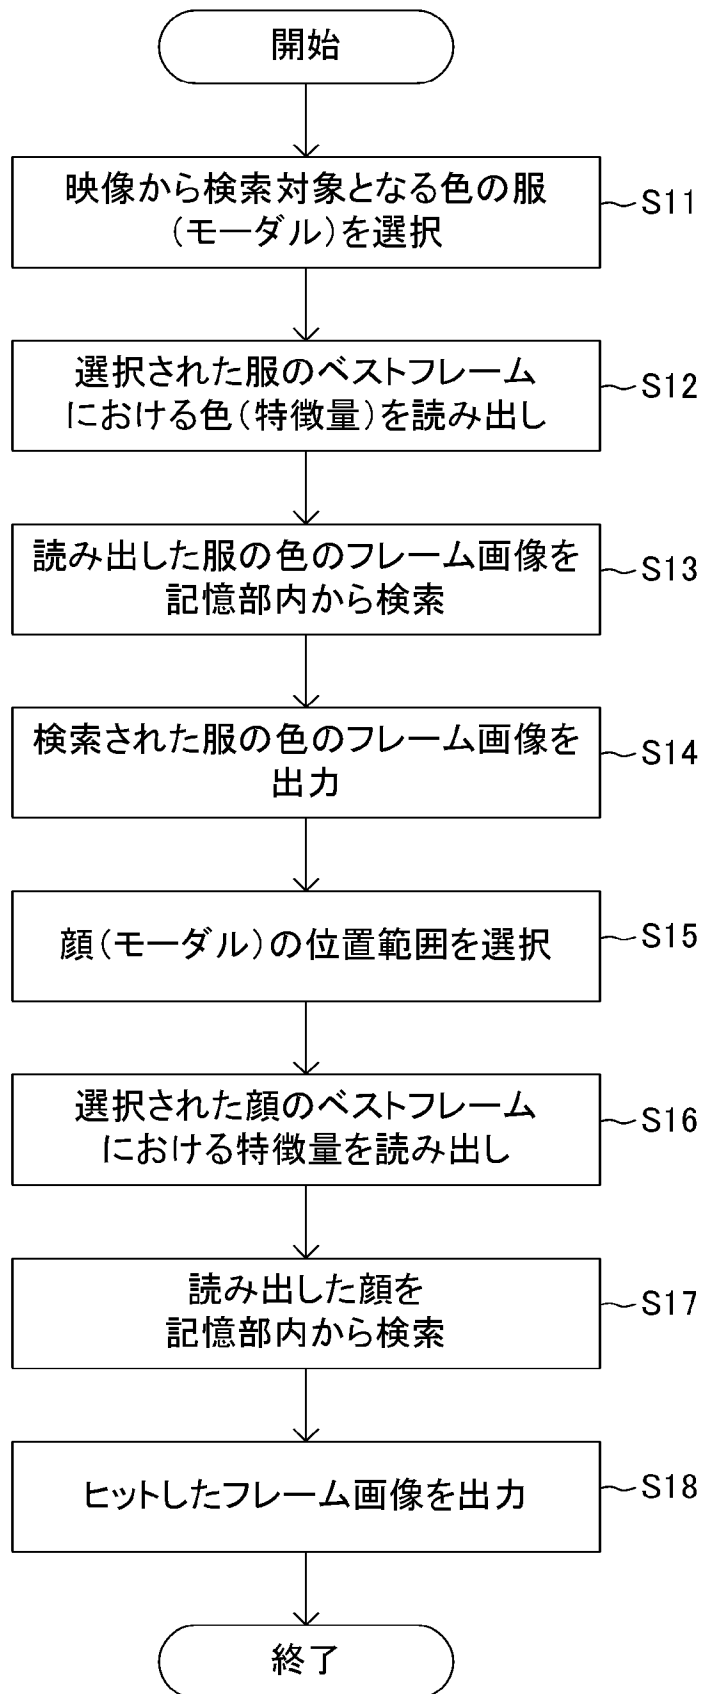 開始
映像から検索対象となる色の服
(モーダル)を選択
S11
選択された服のベストフレーム
における色(特徴量)を読み出し
S12
読み出した服の色のフレーム画像を
記憶部内から検索
S13
検索された服の色のフレーム画像を
出力
S14
顔(モーダル)の位置範囲を選択
S15
選択された顔のベストフレーム
における特徴量を読み出し
S16
読み出した顔を
記憶部内から検索
S17
ヒットしたフレーム画像を出力
S18
終了